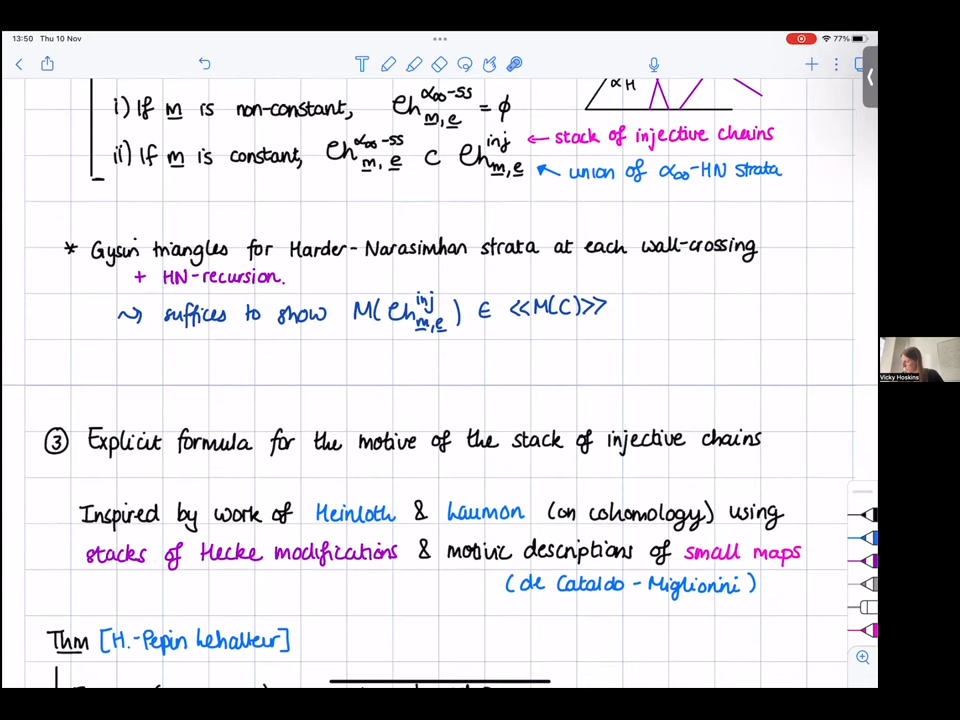 13:50 Thu 10 Nov
77%
αH
i) If m is non-constant, Ch^{α∞-ss}_{m,e} = ϕ
ii) If m is constant, Ch^{α∞-ss}_{m,e} ⊂ Ch^{inj}_{m,e} ← stack of injective chains
union of α∞-HN strata
* Gysin triangles for Harder-Narasimhan strata at each wall-crossing
+ HN-recursion.
⇝ suffices to show M(Ch^{inj}_{m,e}) ∈ <<M(C)>>
Vicky Hoskins
③ Explicit formula for the motive of the stack of injective chains
Inspired by work of Heinloth & Laumon (on cohomology) using
stacks of Hecke modifications & motivic descriptions of small maps
(de Cataldo - Migliorini)
Thm [H.-Pepin Lehalleur]